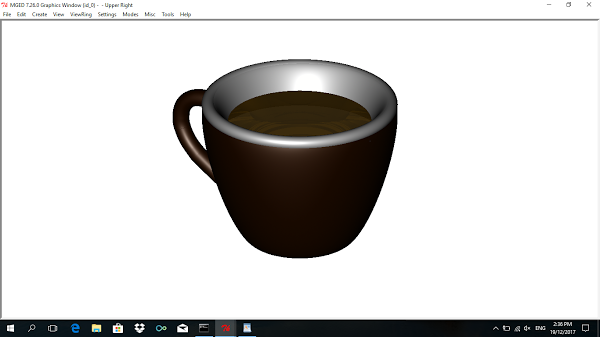 MGED 7.26.0 Graphics Window (id_0) - - Upper Right
File Edit Create View ViewRing Settings Modes Misc Tools Help
ENG 2:36 PM
19/12/2017